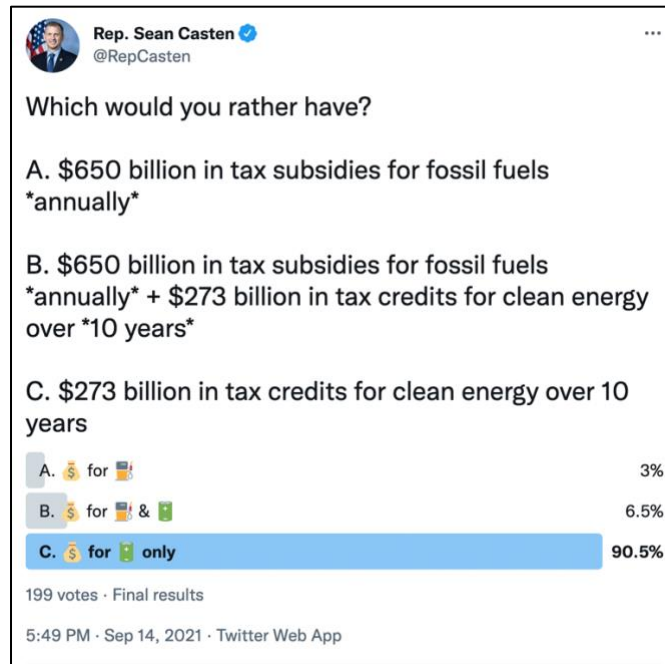 Rep. Sean Casten
@RepCasten
Which would you rather have?
A. $650 billion in tax subsidies for fossil fuels
*annually*
B. $650 billion in tax subsidies for fossil fuels
*annually* + $273 billion in tax credits for clean energy
over *10 years*
C. $273 billion in tax credits for clean energy over 10
years
A. 💰 for ⛽ 3%
B. 💰 for ⛽ & 🔋 6.5%
C. 💰 for 🔋 only 90.5%
199 votes · Final results
5:49 PM · Sep 14, 2021 · Twitter Web App